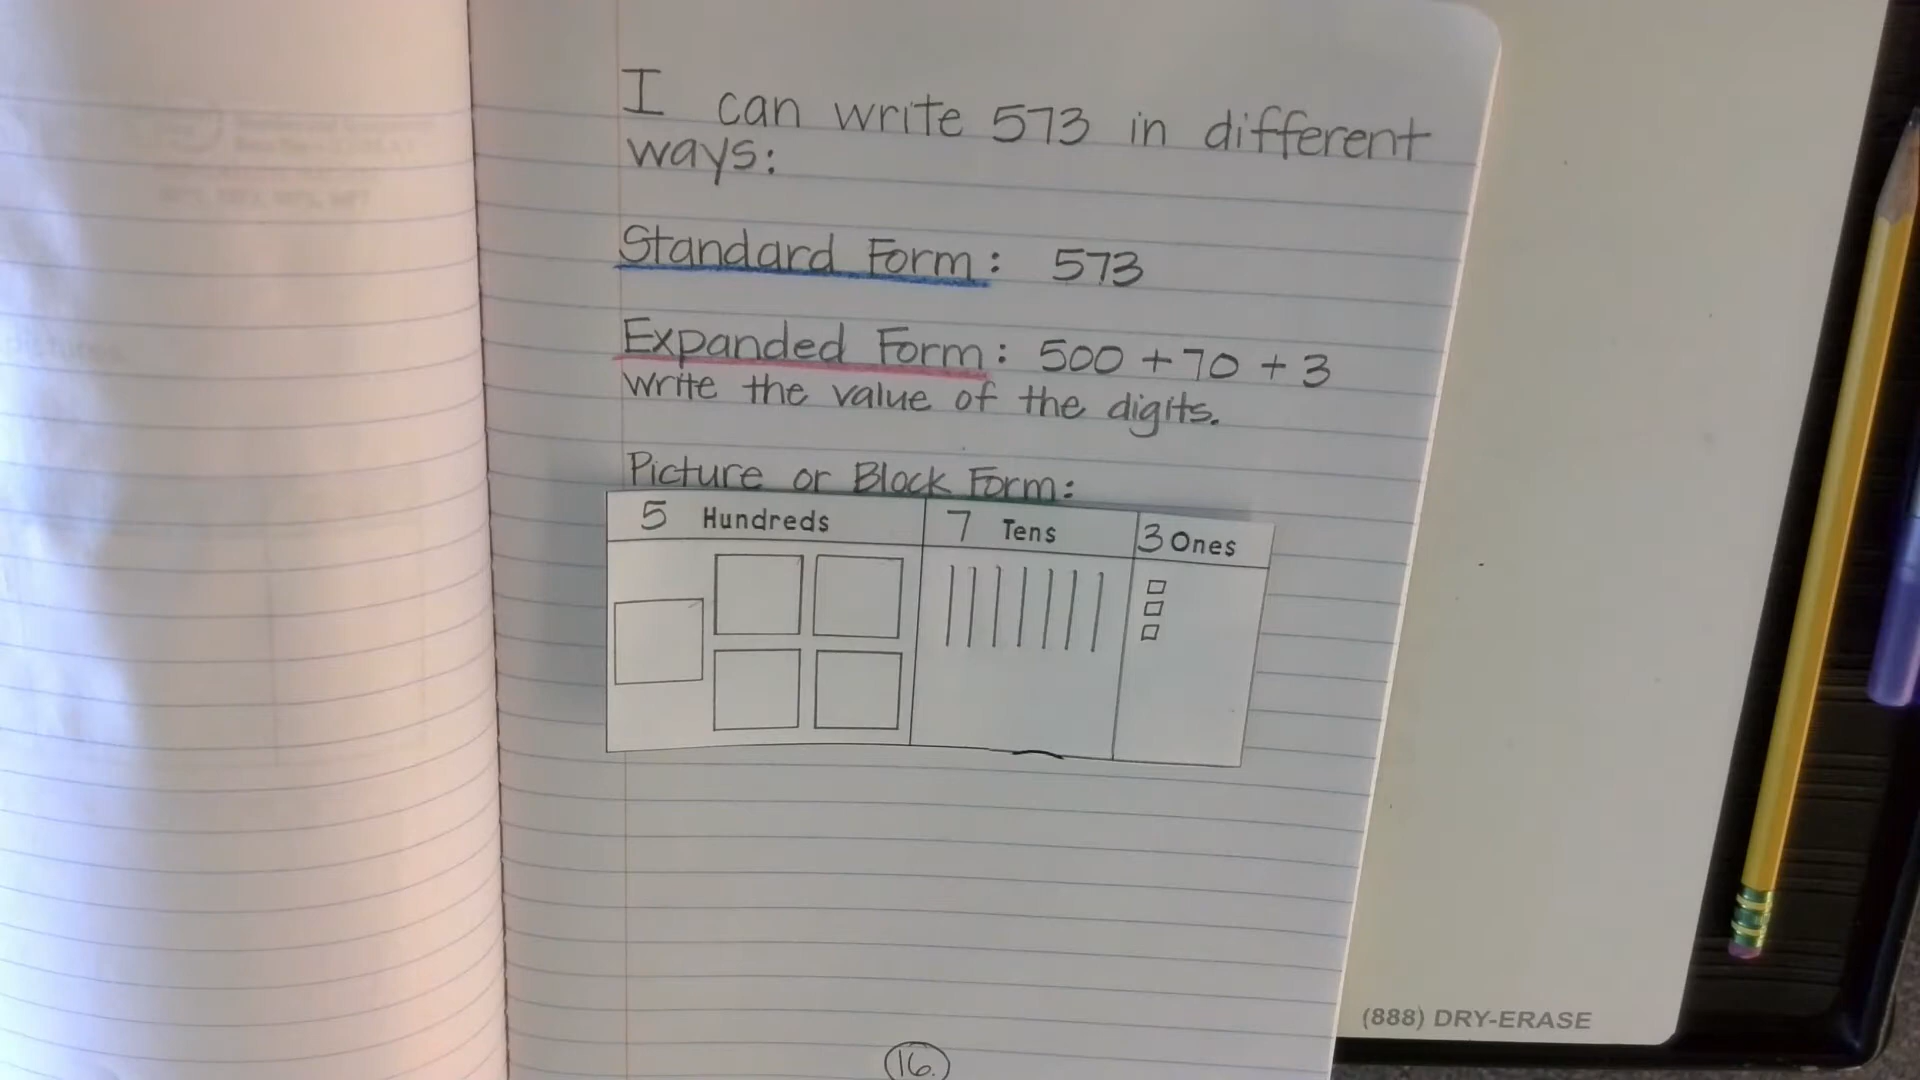 I can write 573 in different
ways:
Standard Form: 573
Expanded Form: 500 + 70 + 3
Write the value of the digits.
Picture or Block Form:
5 Hundreds 7 Tens 3 Ones
16.
(888) DRY-ERASE